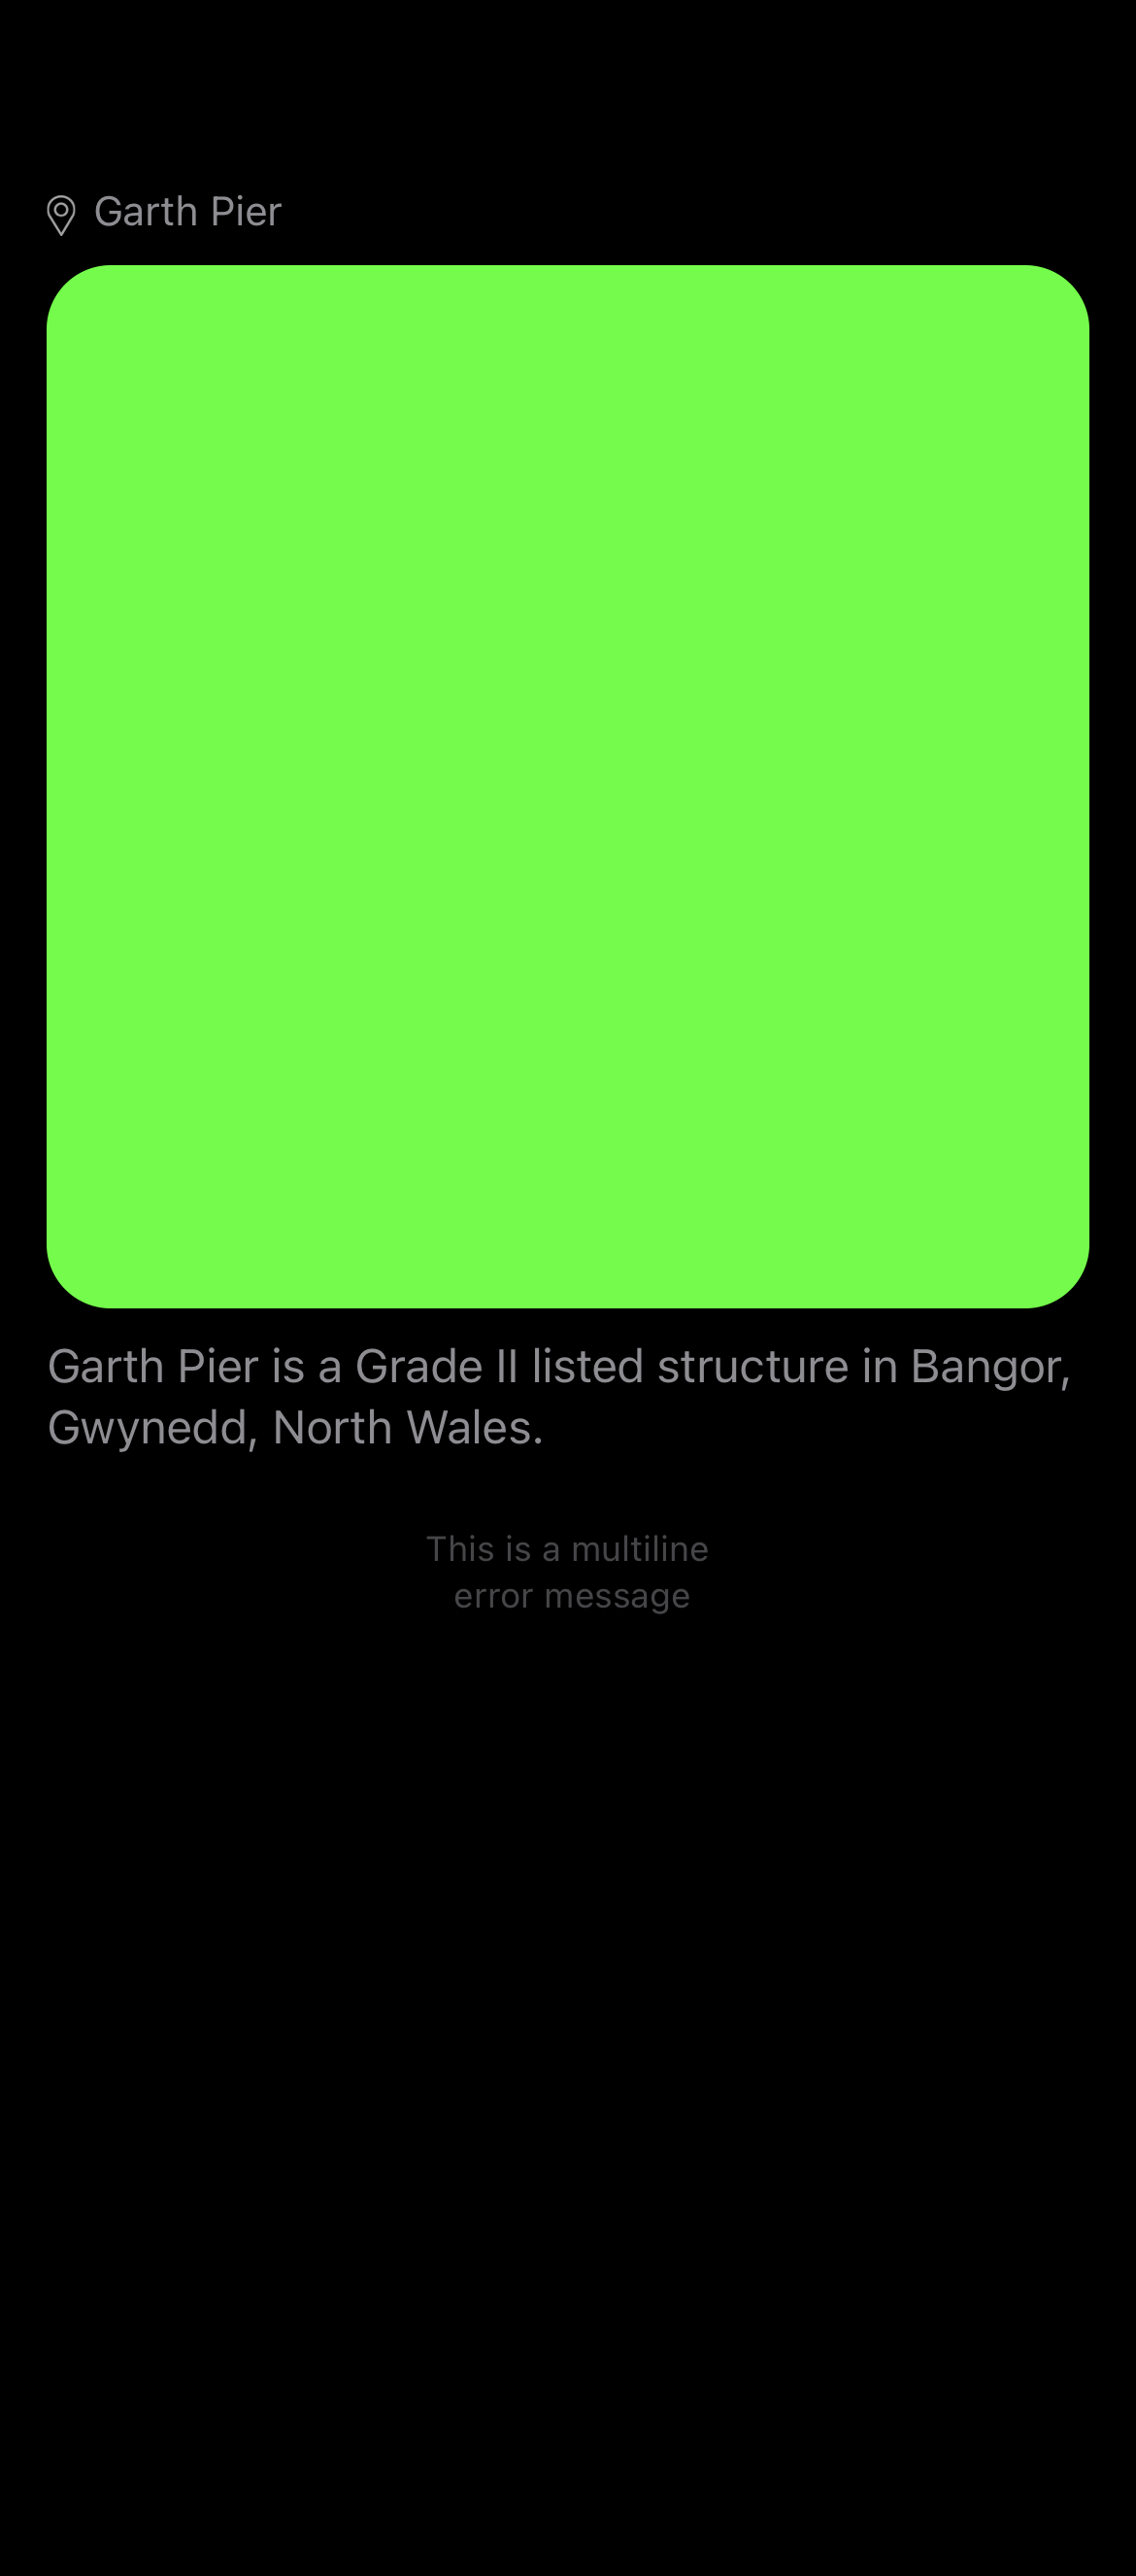 Garth Pier
Garth Pier is a Grade II listed structure in Bangor,
Gwynedd, North Wales.
This is a multiline
error message